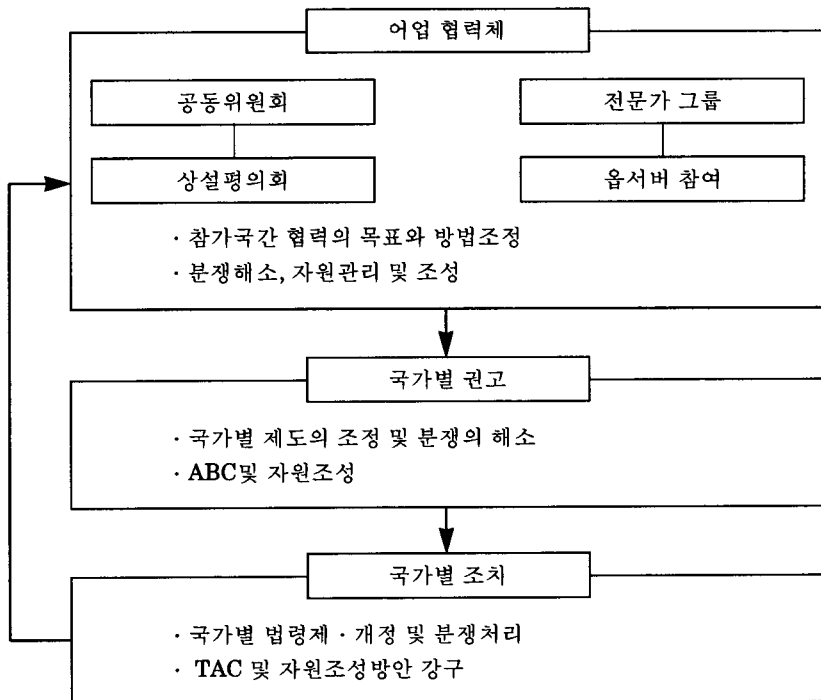 어업 협력체
공동위원회
전문가 그룹
상설평의회
옵서버 참여
· 참가국간 협력의 목표와 방법조정
· 분쟁해소, 자원관리 및 조성
국가별 권고
· 국가별 제도의 조정 및 분쟁의 해소
· ABC및 자원조성
국가별 조치
· 국가별 법령제 · 개정 및 분쟁처리
· TAC 및 자원조성방안 강구